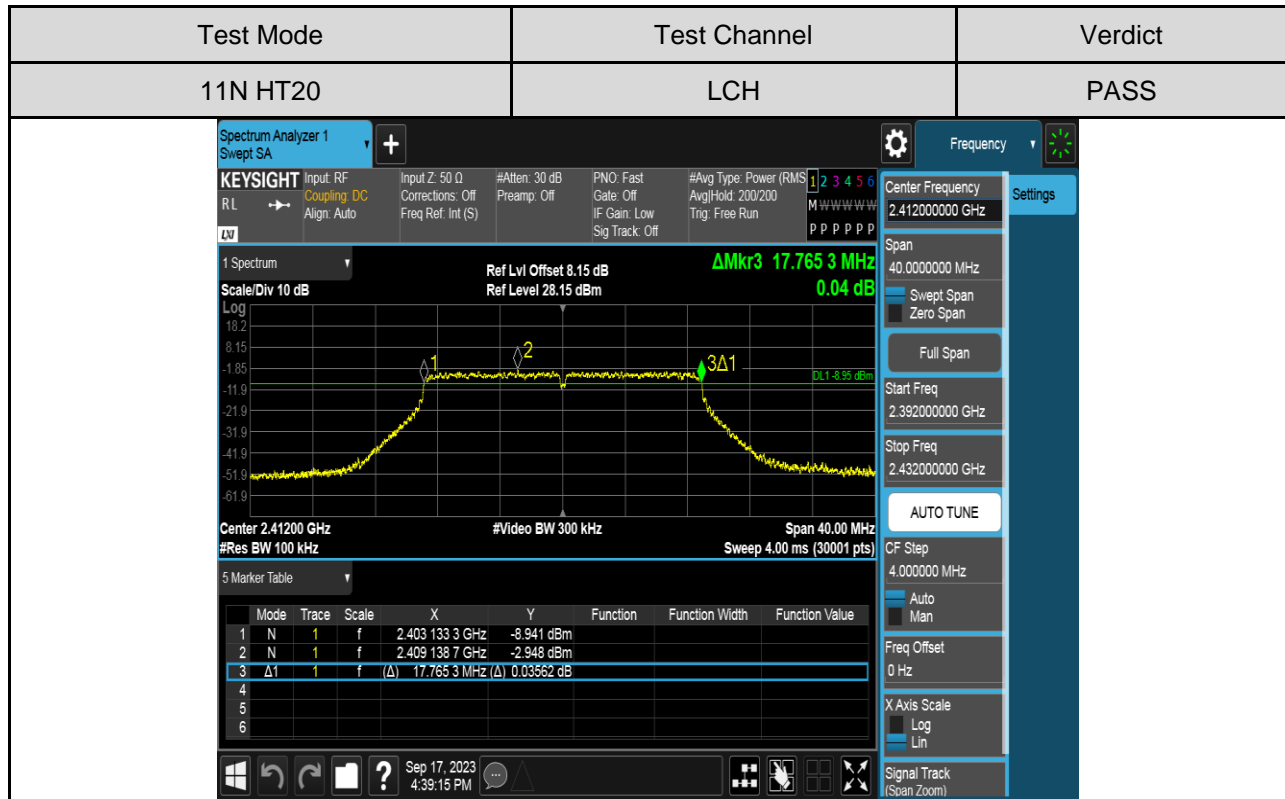 Test Mode Test Channel Verdict
11N HT20 LCH PASS
Spectrum Analyzer 1
Swept SA
+
Frequency
KEYSIGHT
RL
LXI
Input: RF
Coupling: DC
Align: Auto
Input Z: 50 Ω
Corrections: Off
Freq Ref: Int (S)
#Atten: 30 dB
Preamp: Off
PNO: Fast
Gate: Off
IF Gain: Low
Sig Track: Off
#Avg Type: Power (RMS
Avg|Hold: 200/200
Trig: Free Run
1 2 3 4 5 6
M W W W W W
P P P P P P
Center Frequency
2.412000000 GHz
Settings
1 Spectrum
Scale/Div 10 dB
Ref Lvl Offset 8.15 dB
Ref Level 28.15 dBm
ΔMkr3 17.765 3 MHz
0.04 dB
Log
18.2
8.15
-1.85
-11.9
-21.9
-31.9
-41.9
-51.9
-61.9
1
2
3Δ1
DL1 -8.95 dBm
Center 2.41200 GHz #Video BW 300 kHz Span 40.00 MHz
#Res BW 100 kHz Sweep 4.00 ms (30001 pts)
Span
40.0000000 MHz
Swept Span
Zero Span
Full Span
Start Freq
2.392000000 GHz
Stop Freq
2.432000000 GHz
AUTO TUNE
CF Step
4.000000 MHz
Auto
Man
Freq Offset
0 Hz
X Axis Scale
Log
Lin
Signal Track
(Span Zoom)
5 Marker Table
Mode Trace Scale X Y Function Function Width Function Value
1 N 1 f 2.403 133 3 GHz -8.941 dBm
2 N 1 f 2.409 138 7 GHz -2.948 dBm
3 Δ1 1 f (Δ) 17.765 3 MHz (Δ) 0.03562 dB
4
5
6
?
Sep 17, 2023
4:39:15 PM